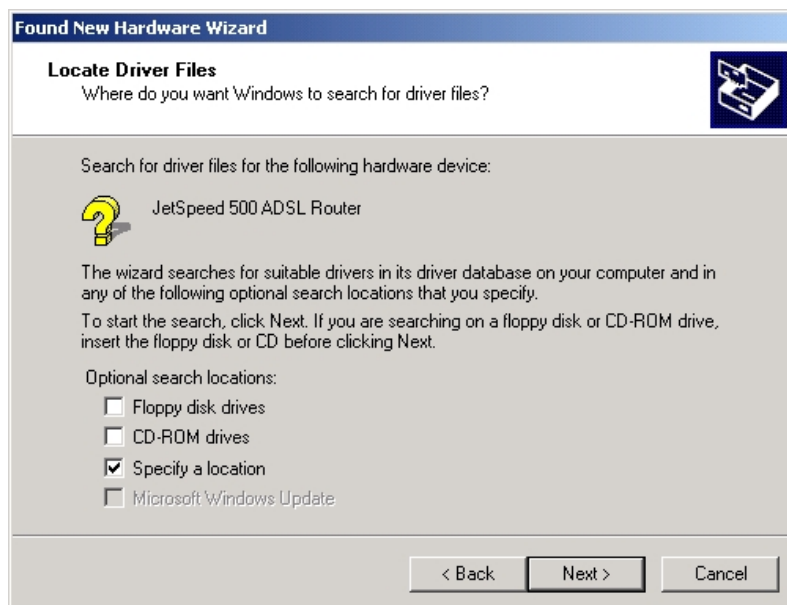 Found New Hardware Wizard
Locate Driver Files
Where do you want Windows to search for driver files?
Search for driver files for the following hardware device:
JetSpeed 500 ADSL Router
The wizard searches for suitable drivers in its driver database on your computer and in
any of the following optional search locations that you specify.
To start the search, click Next. If you are searching on a floppy disk or CD-ROM drive,
insert the floppy disk or CD before clicking Next.
Optional search locations:
Floppy disk drives
CD-ROM drives
Specify a location
Microsoft Windows Update
< Back Next > Cancel